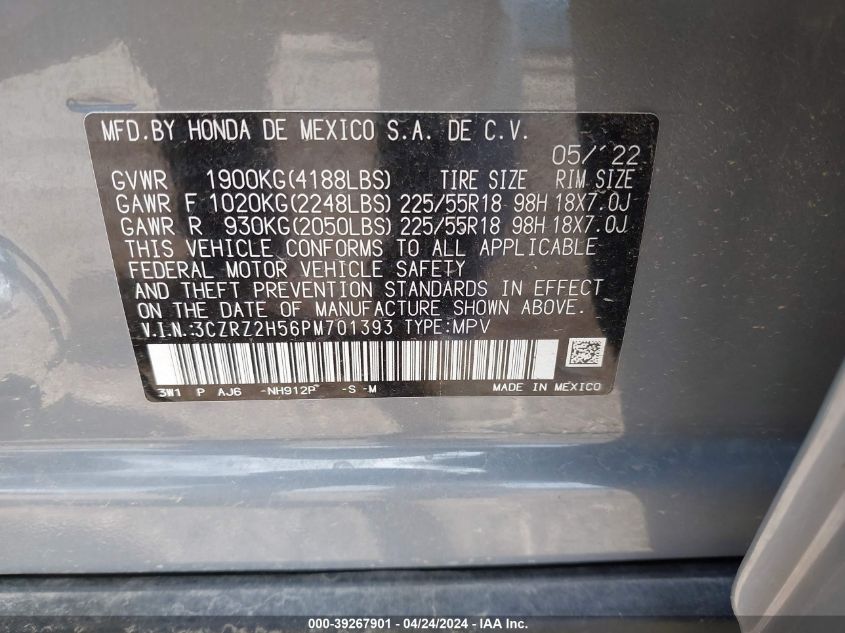 MFD.BY HONDA DE MEXICO S.A. DE C.V.
05/'22
GVWR 1900KG(4188LBS) TIRE SIZE RIM SIZE
GAWR F 1020KG(2248LBS) 225/55R18 98H 18X7.0J
GAWR R 930KG(2050LBS) 225/55R18 98H 18X7.0J
THIS VEHICLE CONFORMS TO ALL APPLICABLE
FEDERAL MOTOR VEHICLE SAFETY
AND THEFT PREVENTION STANDARDS IN EFFECT
ON THE DATE OF MANUFACTURE SHOWN ABOVE.
V.I.N.:3CZRZ2H56PM701393 TYPE:MPV
3W1 P AJ6 -NH912P -S -M MADE IN MEXICO
000-39267901 - 04/24/2024 - IAA Inc.